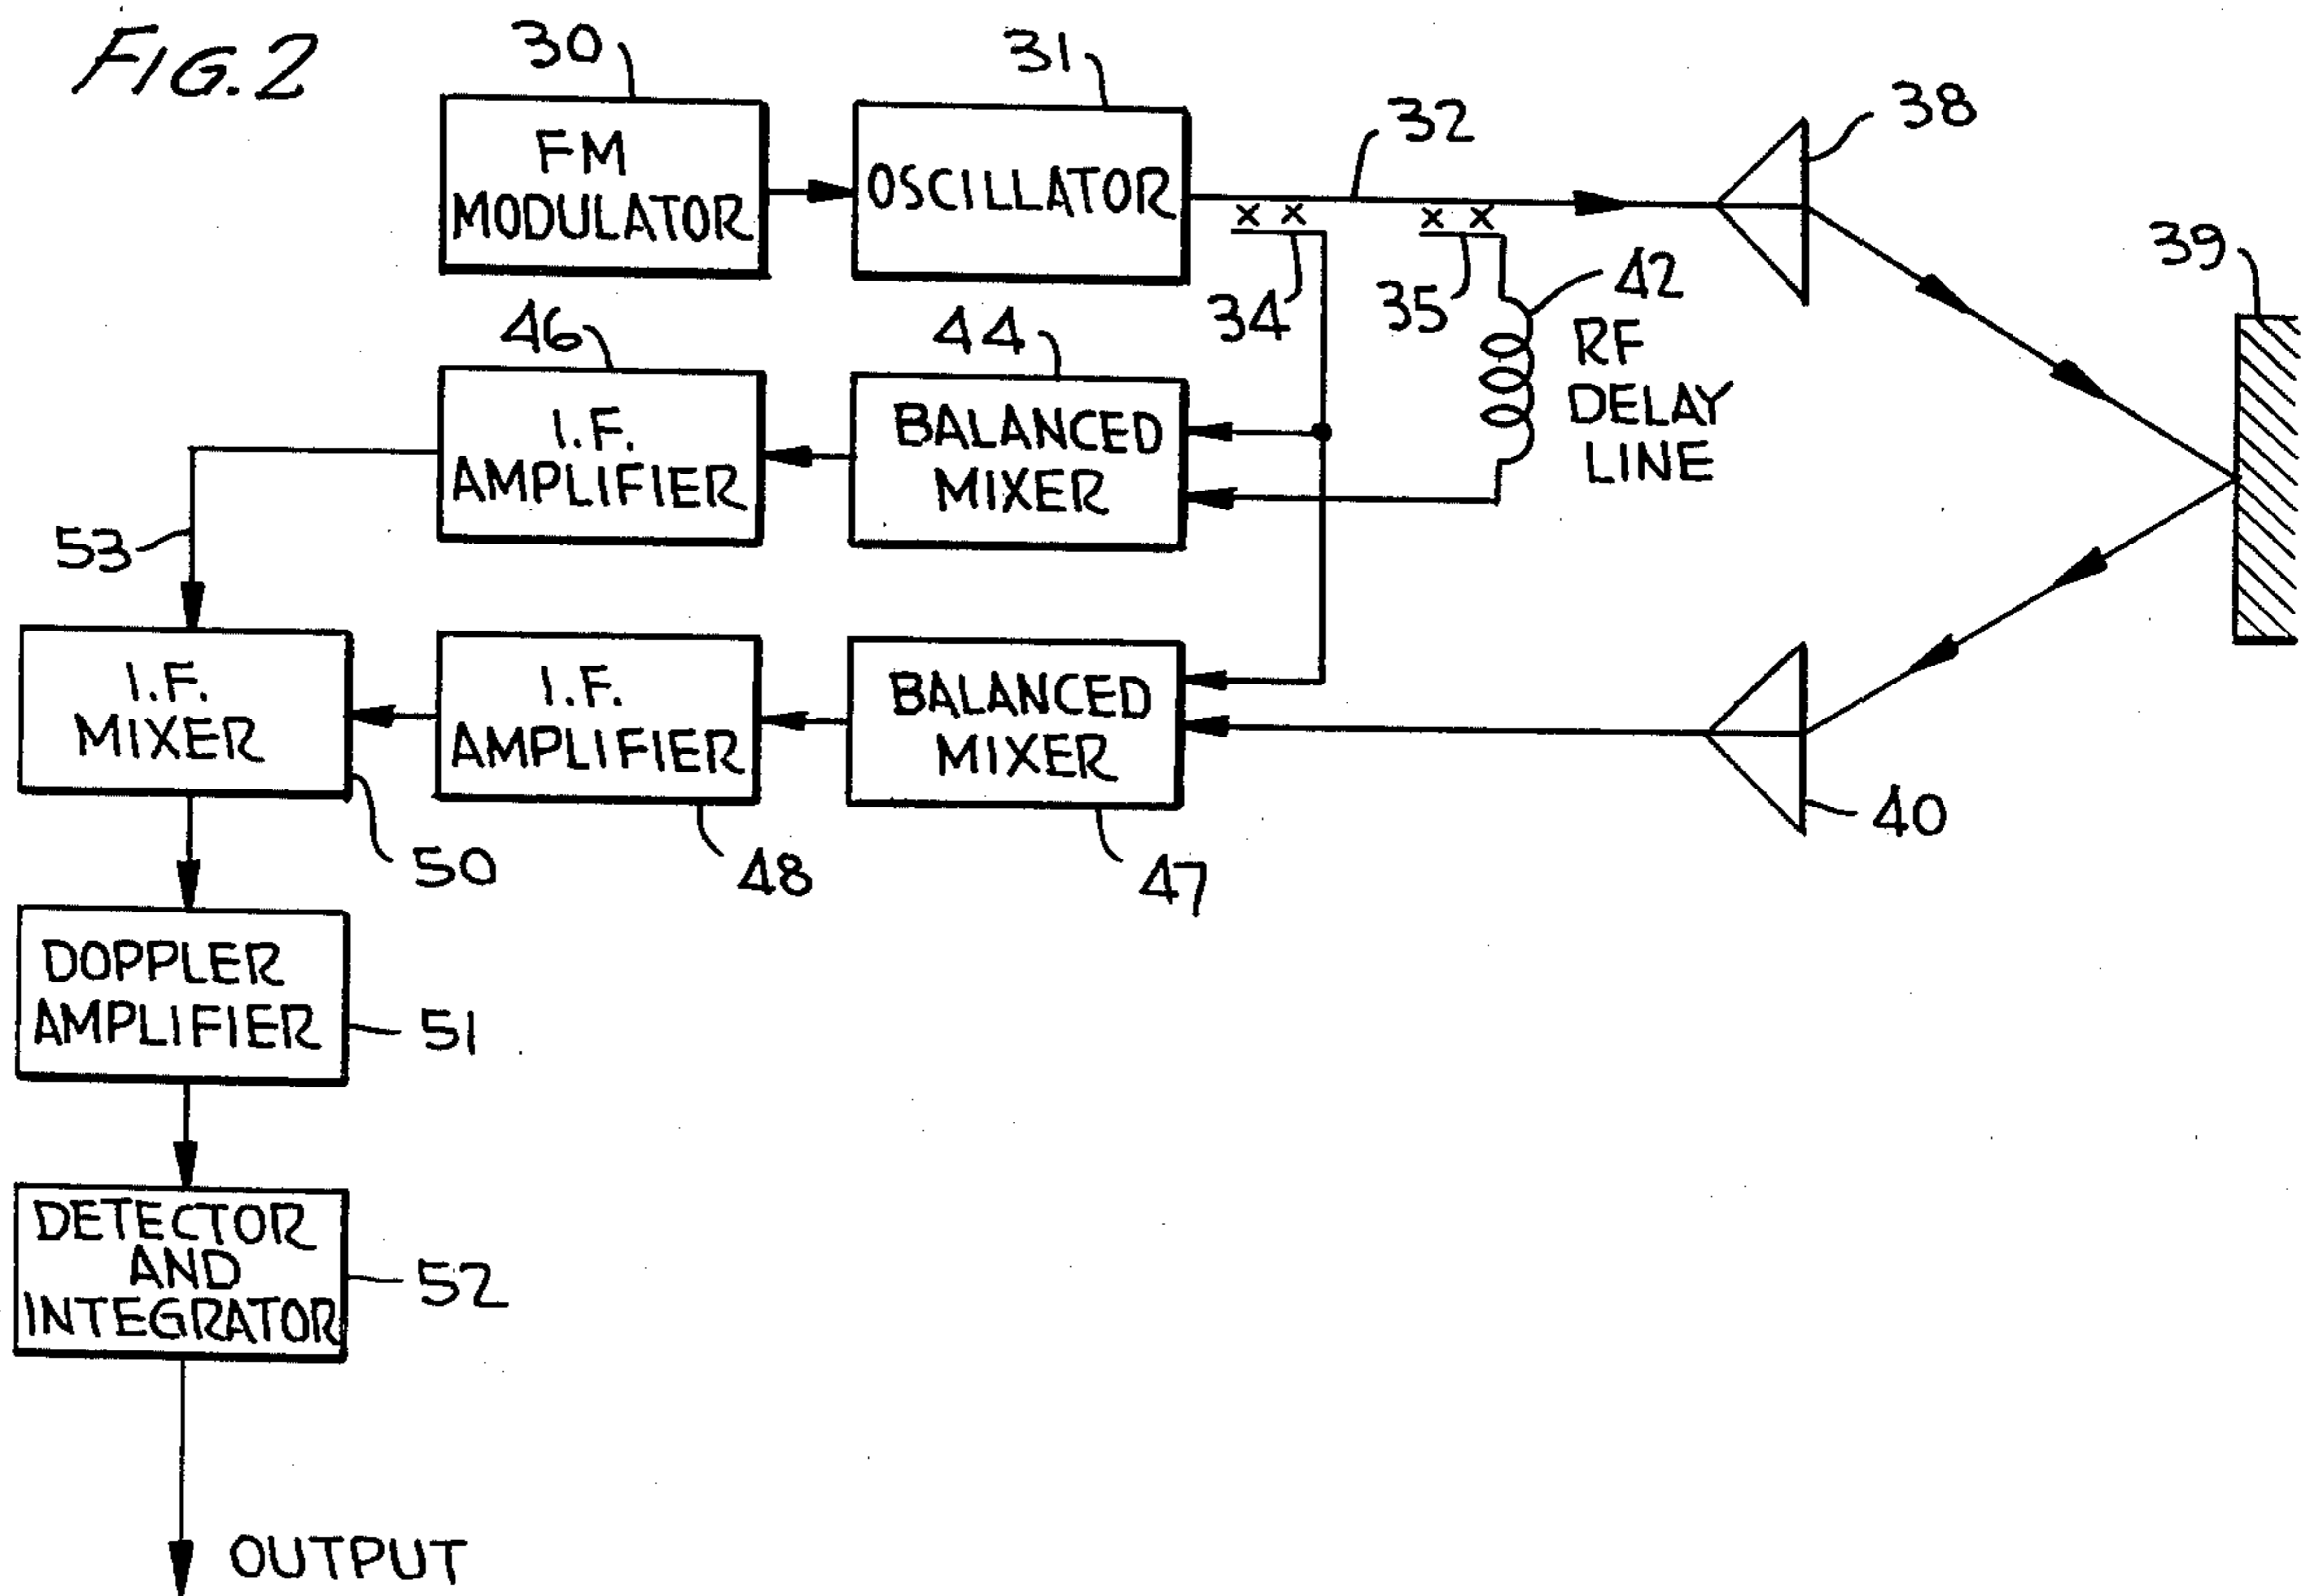 FIG. 2
30
31
32
38
FM
MODULATOR
OSCILLATOR
39
34
35
42
RF
DELAY
LINE
46
44
I.F.
AMPLIFIER
BALANCED
MIXER
53
I.F.
MIXER
I.F.
AMPLIFIER
BALANCED
MIXER
50
48
47
40
DOPPLER
AMPLIFIER
51
DETECTOR
AND
INTEGRATOR
52
OUTPUT